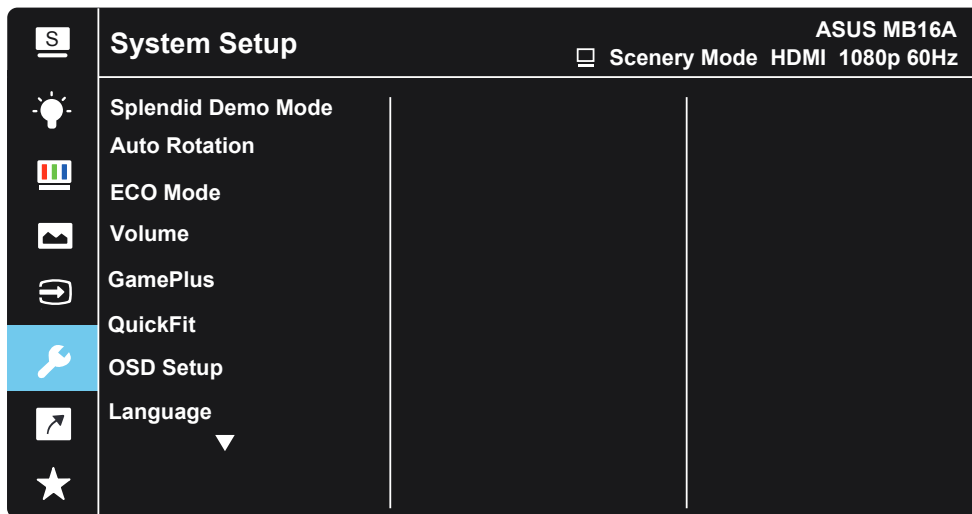 S
System Setup
ASUS MB16A
Scenery Mode HDMI 1080p 60Hz
Splendid Demo Mode
Auto Rotation
ECO Mode
Volume
GamePlus
QuickFit
OSD Setup
Language